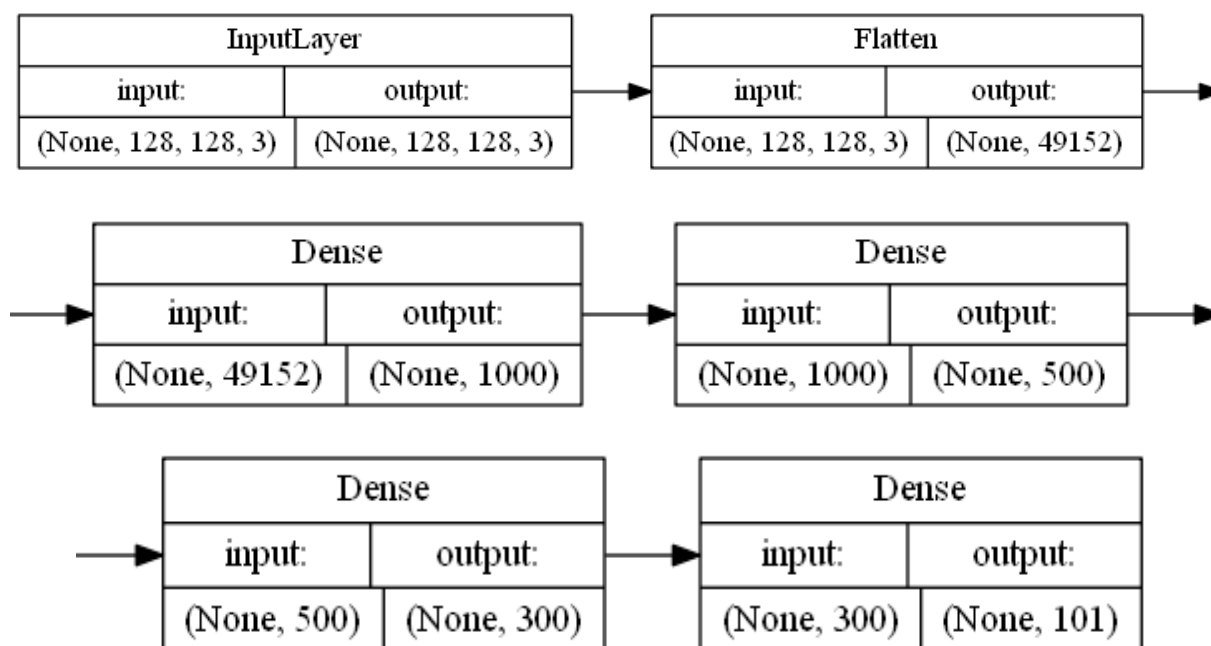 InputLayer
input: output:
(None, 128, 128, 3) (None, 128, 128, 3)
Flatten
input: output:
(None, 128, 128, 3) (None, 49152)
Dense
input: output:
(None, 49152) (None, 1000)
Dense
input: output:
(None, 1000) (None, 500)
Dense
input: output:
(None, 500) (None, 300)
Dense
input: output:
(None, 300) (None, 101)